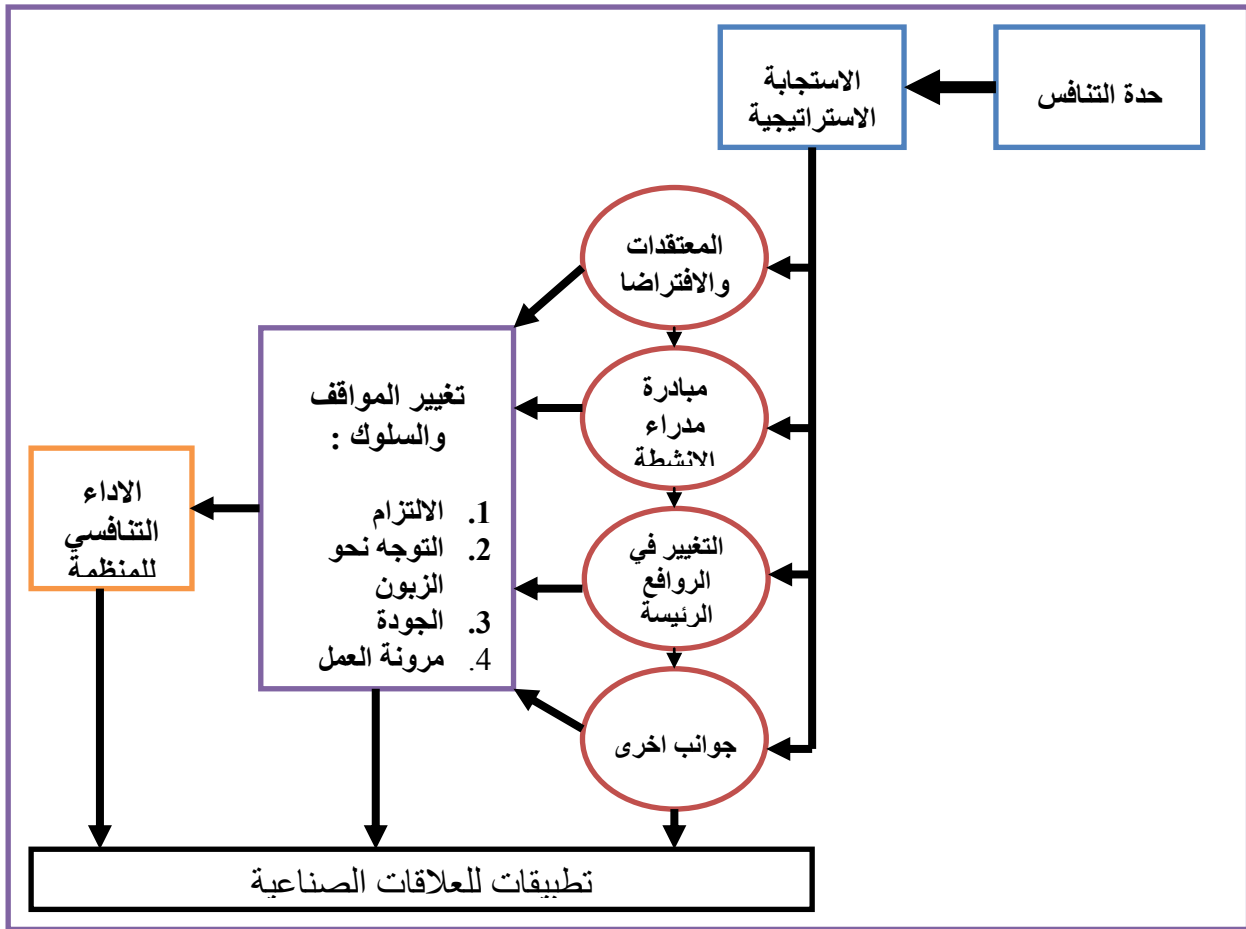 حدة التنافس
الاستجابة
الاستراتيجية
المعتقدات
والافتراضا
مبادرة
مدراء
الانشطة
التغيير في
الروافع
الرئيسة
جوانب اخرى
تغيير المواقف
والسلوك :
1. الالتزام
2. التوجه نحو
الزبون
3. الجودة
4. مرونة العمل
الاداء
التنافسي
للمنظمة
تطبيقات للعلاقات الصناعية